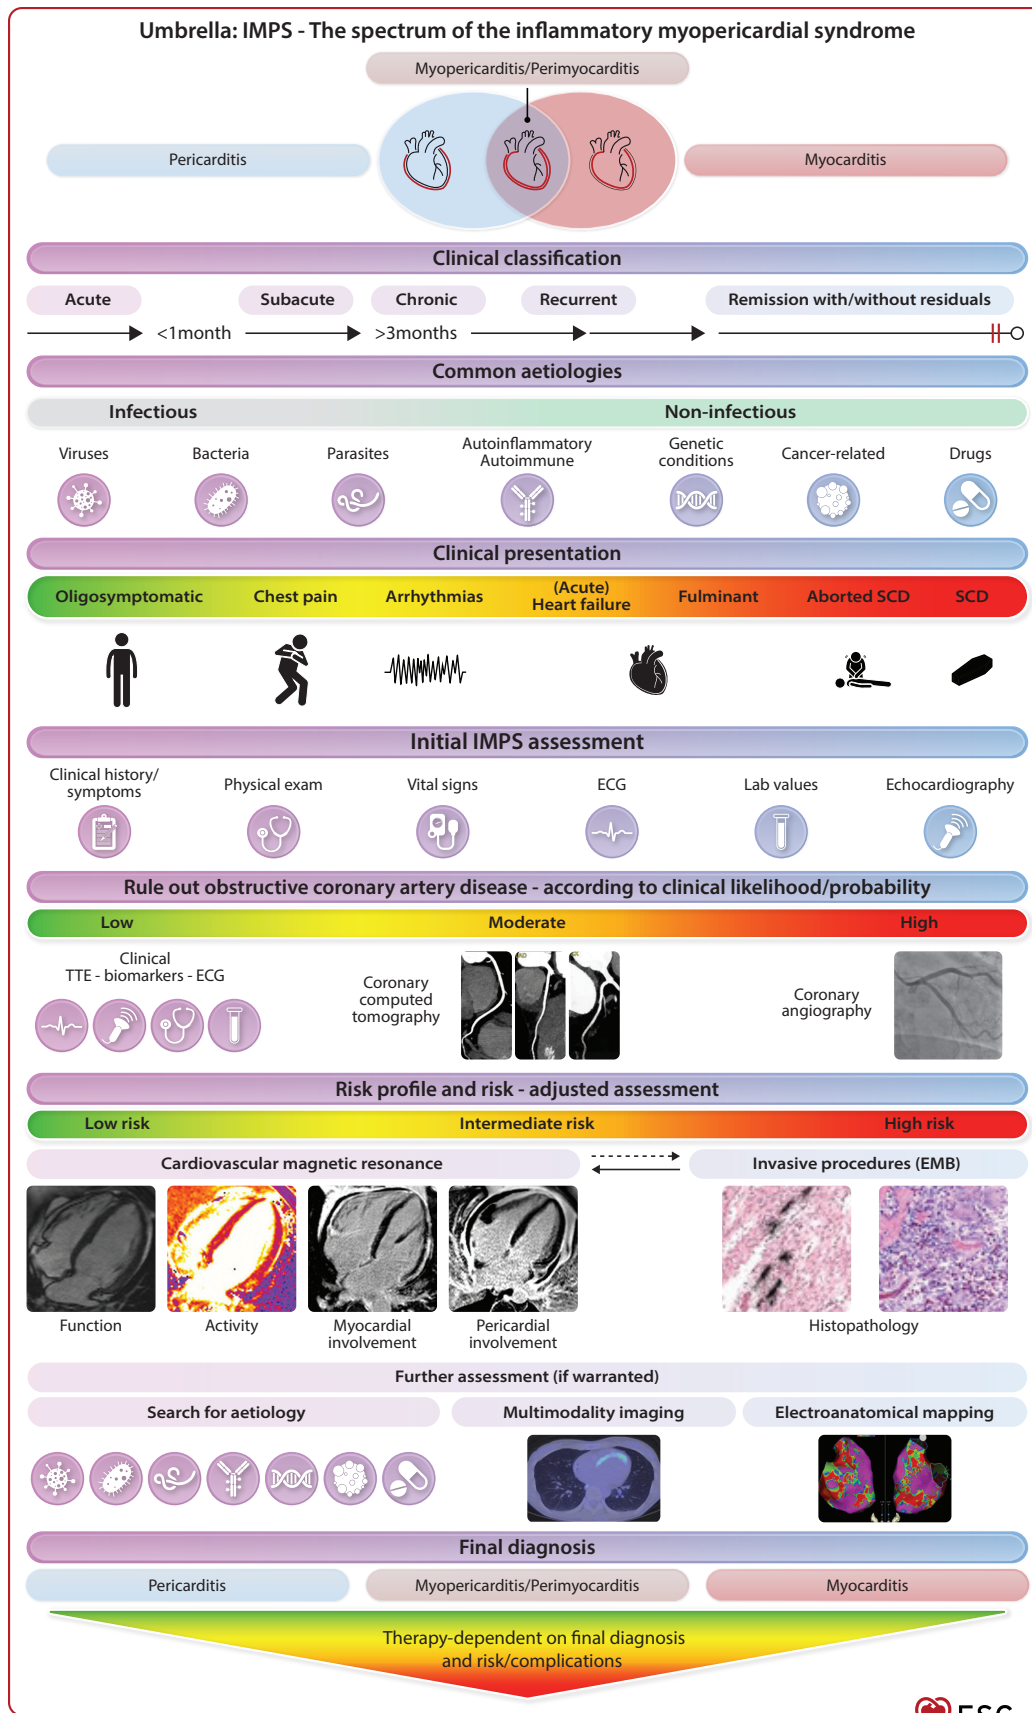 Umbrella: IMPS - The spectrum of the inflammatory myopericardial syndrome
Myopericarditis/Perimyocarditis
Pericarditis
Myocarditis
Clinical classification
Acute
Subacute
Chronic
Recurrent
Remission with/without residuals
<1month
>3months
Common aetiologies
Infectious
Non-infectious
Viruses
Bacteria
Parasites
Autoinflammatory
Autoimmune
Genetic
conditions
Cancer-related
Drugs
Clinical presentation
Oligosymptomatic
Chest pain
Arrhythmias
(Acute)
Heart failure
Fulminant
Aborted SCD
SCD
Initial IMPS assessment
Clinical history/
symptoms
Physical exam
Vital signs
ECG
Lab values
Echocardiography
Rule out obstructive coronary artery disease - according to clinical likelihood/probability
Low
Moderate
High
Clinical
TTE - biomarkers - ECG
Coronary
computed
tomography
Coronary
angiography
Risk profile and risk - adjusted assessment
Low risk
Intermediate risk
High risk
Cardiovascular magnetic resonance
Invasive procedures (EMB)
Function
Activity
Myocardial
involvement
Pericardial
involvement
Histopathology
Further assessment (if warranted)
Search for aetiology
Multimodality imaging
Electroanatomical mapping
Final diagnosis
Pericarditis
Myopericarditis/Perimyocarditis
Myocarditis
Therapy-dependent on final diagnosis
and risk/complications
ESC